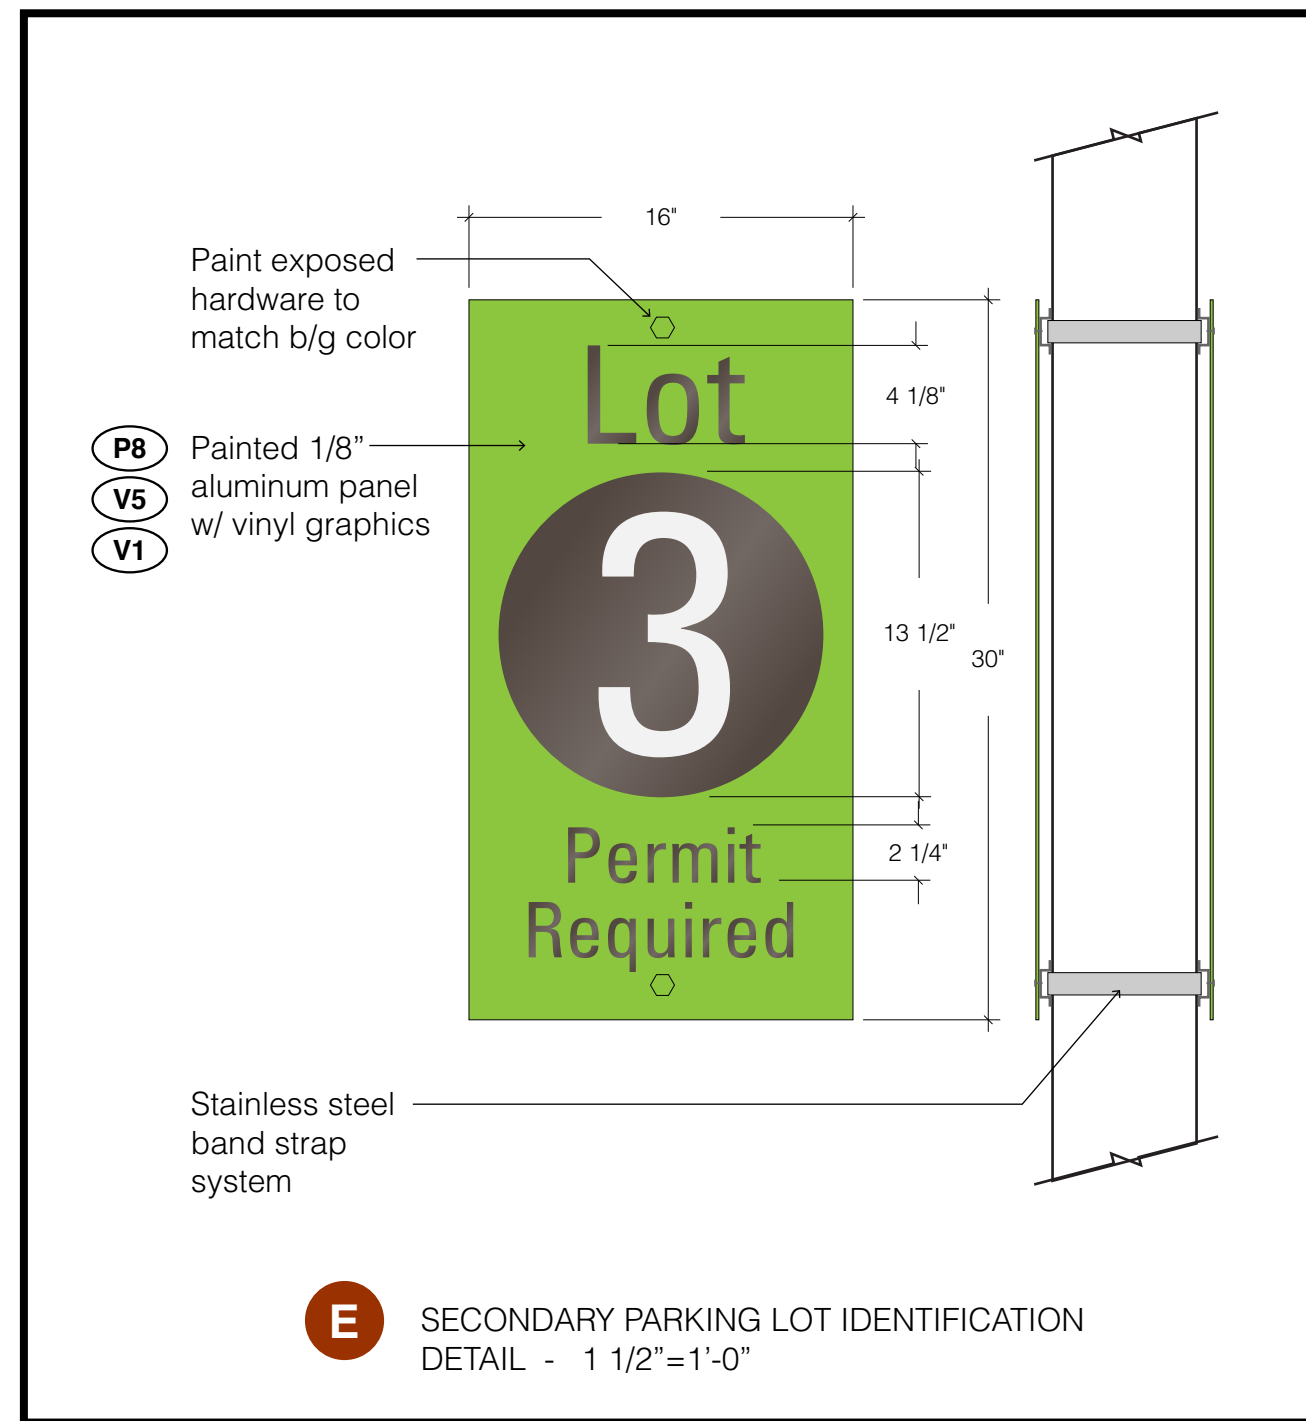 16"
Paint exposed
hardware to
match b/g color
Lot
4 1/8"
P8
V5
V1
Painted 1/8”
aluminum panel
w/ vinyl graphics
3
13 1/2"
30"
Permit
Required
2 1/4"
Stainless steel
band strap
system
E
SECONDARY PARKING LOT IDENTIFICATION
DETAIL - 1 1/2”=1’-0”